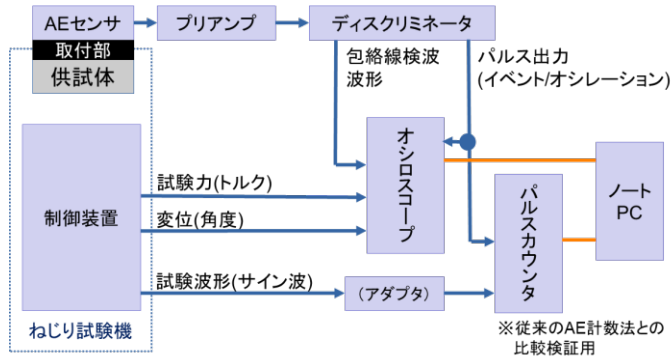 AEセンサ
プリアンプ
ディスクリミネータ
取付部
供試体
包絡線検波
波形
パルス出力
(イベント/オシレーション)
オシロスコープ
試験力(トルク)
制御装置
変位(角度)
パルスカウンタ
ノート
PC
試験波形(サイン波)
(アダプタ)
ねじり試験機
※従来のAE計数法との
比較検証用